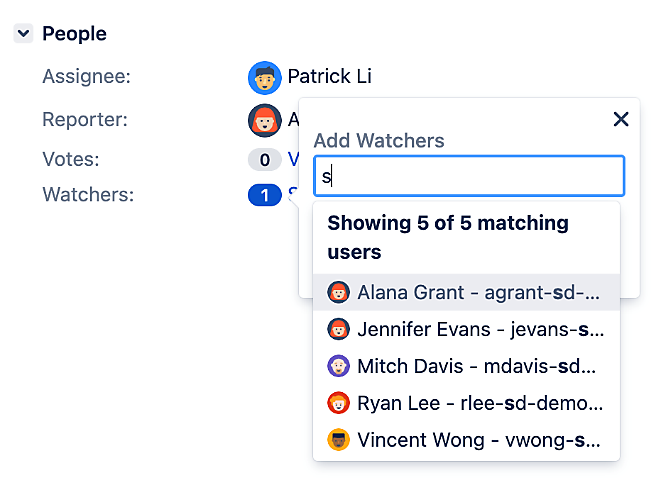 People
Assignee: Patrick Li
Reporter: A
Votes: 0 V
Watchers: 1 S
Add Watchers
s
Showing 5 of 5 matching
users
Alana Grant - agrant-sd-...
Jennifer Evans - jevans-s...
Mitch Davis - mdavis-sd...
Ryan Lee - rlee-sd-demo...
Vincent Wong - vwong-s...